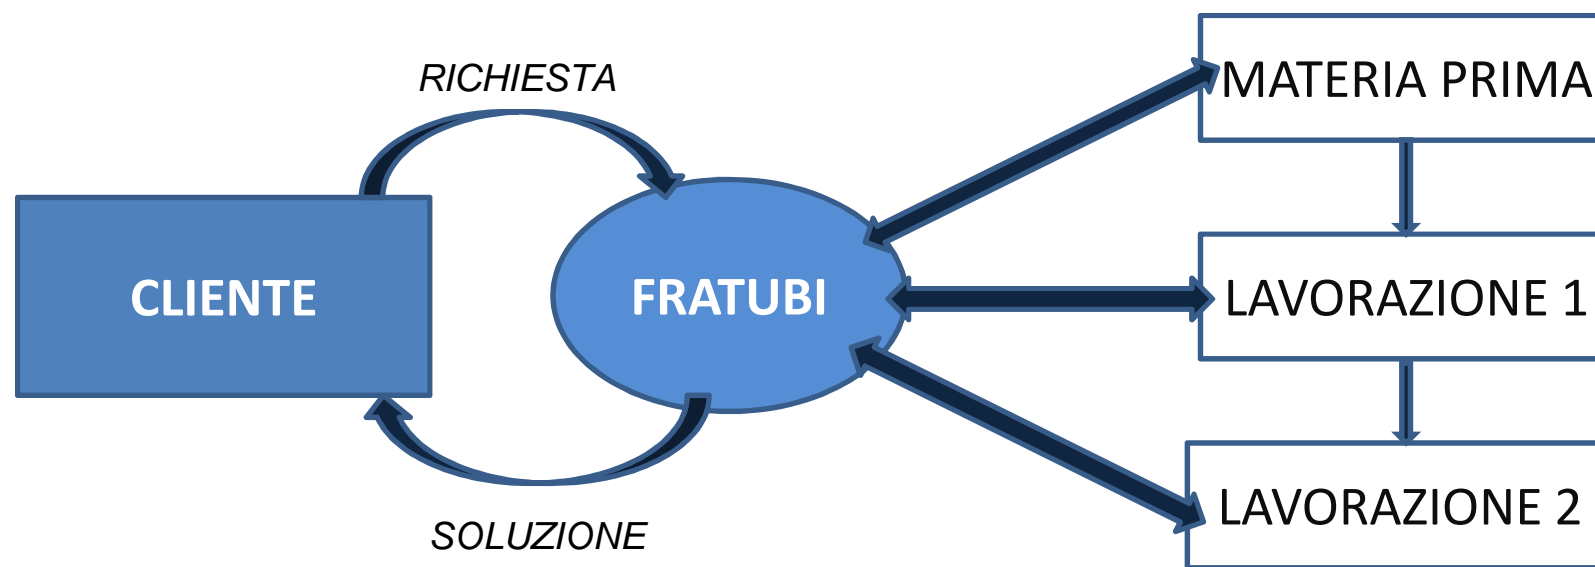 RICHIESTA
CLIENTE
FRATUBI
SOLUZIONE
MATERIA PRIMA
LAVORAZIONE 1
LAVORAZIONE 2